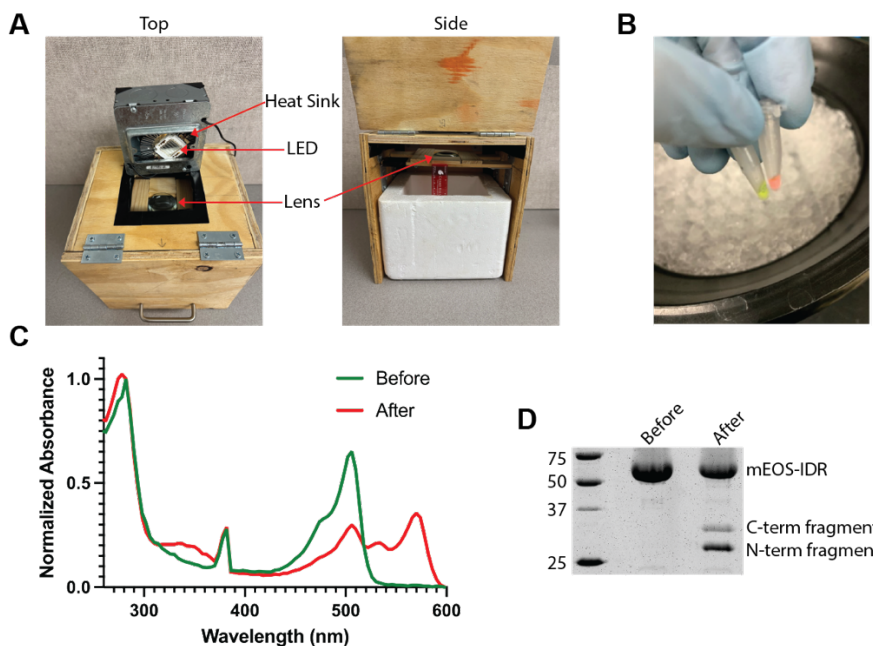 A
Top
Side
B
Heat Sink
LED
Lens
C
Normalized Absorbance
1.0
0.5
0.0
300
400
500
600
Wavelength (nm)
Before
After
D
Before
After
75
50
37
25
mEOS-IDR
C-term fragment
N-term fragment